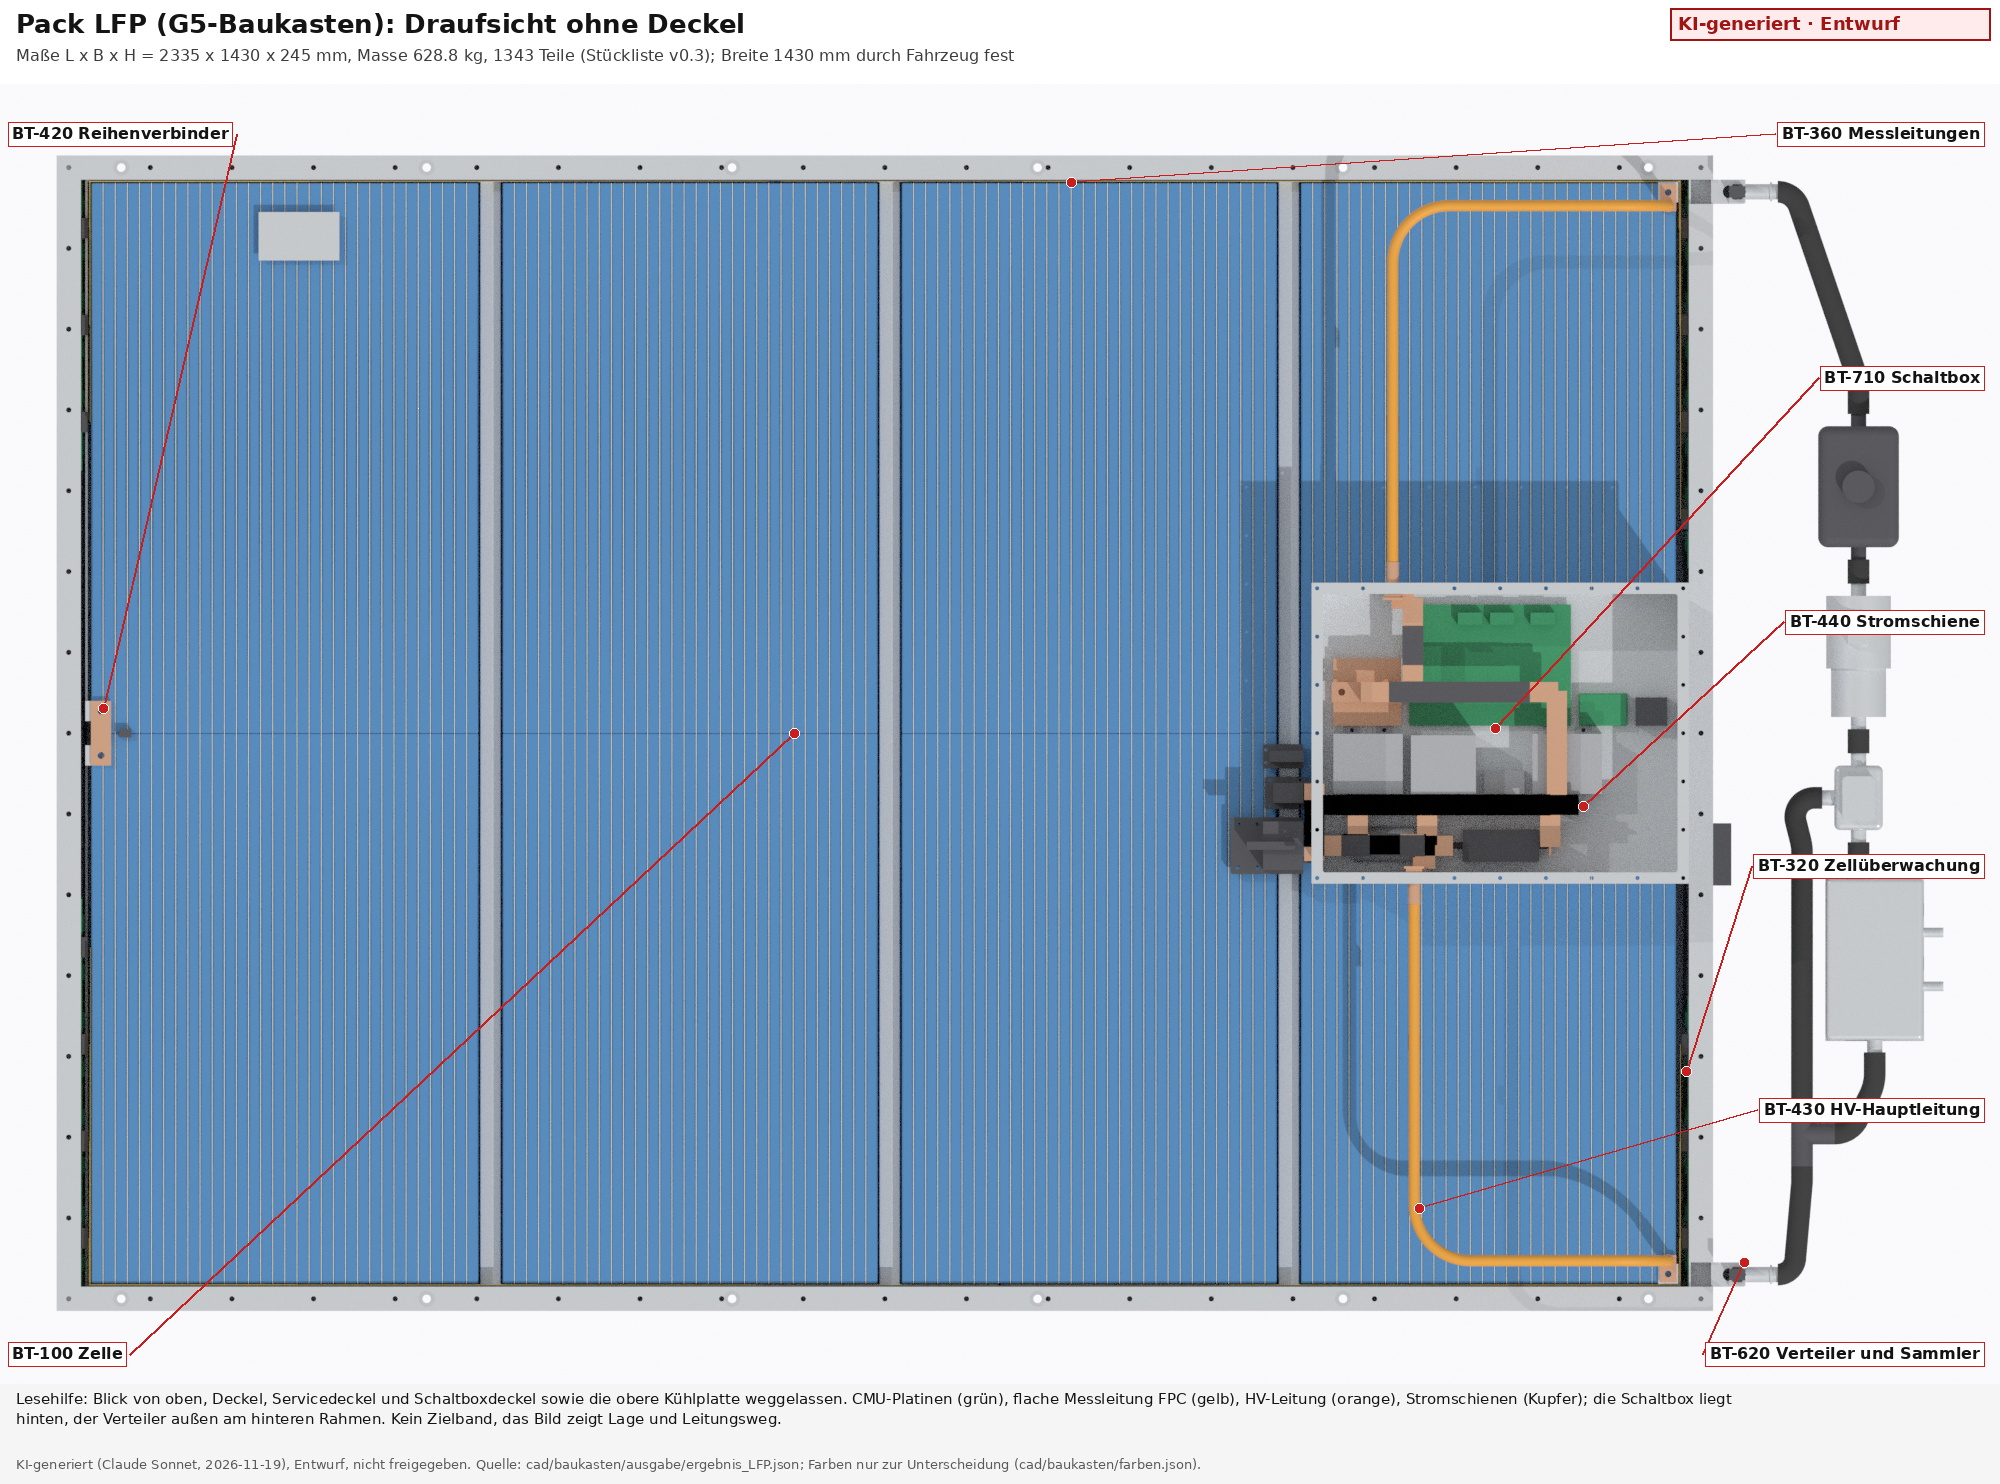 Pack LFP (G5-Baukasten): Draufsicht ohne Deckel
KI-generiert · Entwurf
Maße L x B x H = 2335 x 1430 x 245 mm, Masse 628.8 kg, 1343 Teile (Stückliste v0.3); Breite 1430 mm durch Fahrzeug fest
BT-420 Reihenverbinder
BT-360 Messleitungen
BT-710 Schaltbox
BT-440 Stromschiene
BT-320 Zellüberwachung
BT-430 HV-Hauptleitung
BT-100 Zelle
BT-620 Verteiler und Sammler
Lesehilfe: Blick von oben, Deckel, Servicedeckel und Schaltboxdeckel sowie die obere Kühlplatte weggelassen. CMU-Platinen (grün), flache Messleitung FPC (gelb), HV-Leitung (orange), Stromschienen (Kupfer); die Schaltbox liegt
hinten, der Verteiler außen am hinteren Rahmen. Kein Zielband, das Bild zeigt Lage und Leitungsweg.
KI-generiert (Claude Sonnet, 2026-11-19), Entwurf, nicht freigegeben. Quelle: cad/baukasten/ausgabe/ergebnis_LFP.json; Farben nur zur Unterscheidung (cad/baukasten/farben.json).